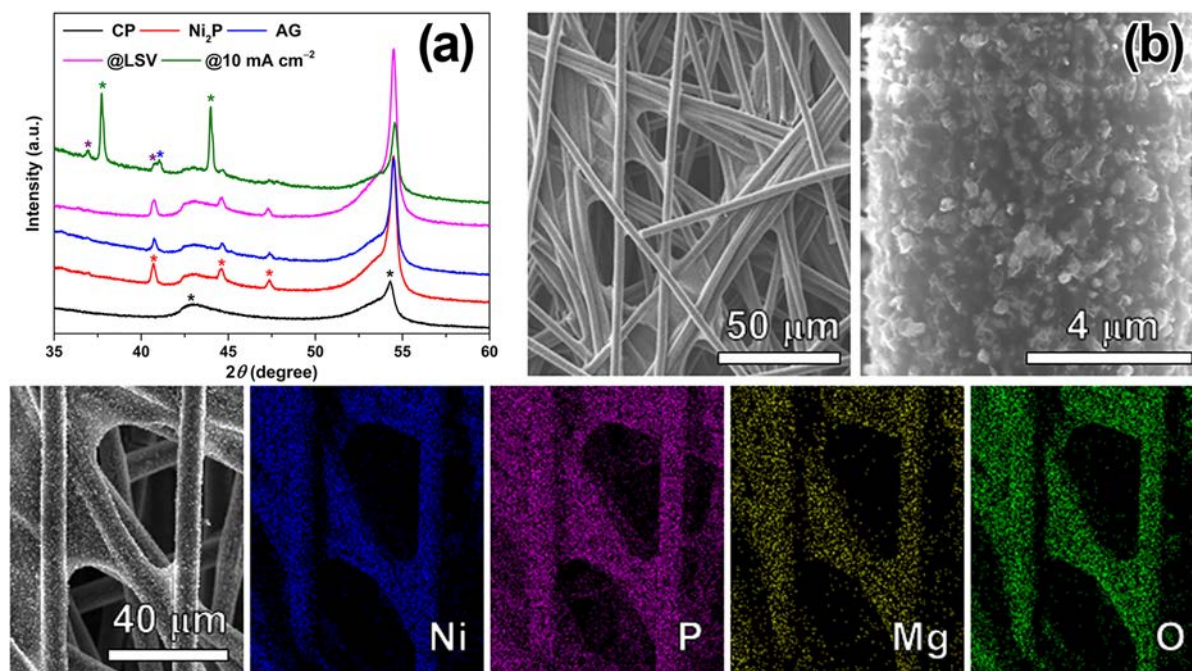 CP Ni₂P AG
@LSV @10 mA cm⁻²
(a)
Intensity (a.u.)
* * * * *
* * * *
*
35 40 45 50 55 60
2θ (degree)
50 μm
(b)
4 μm
40 μm
Ni
P
Mg
O